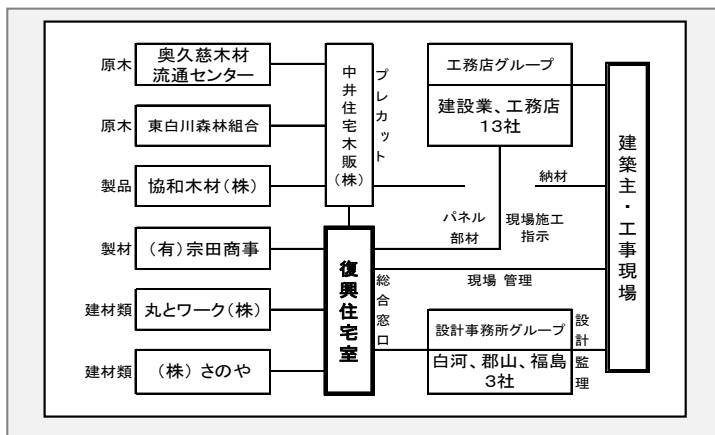 原木
奥久慈木材
流通センター
原木
東白川森林組合
製品
協和木材(株)
製材
(有)宗田商事
建材類
丸とワーク(株)
建材類
(株)さのや
中井住宅木販(株)
プレカット
復興住宅室
総合窓口
工務店グループ
建設業、工務店
13社
納材
パネル
部材
現場施工
指示
現場 管理
設計事務所グループ
白河、郡山、福島
3社
設計監理
建築主・工事現場